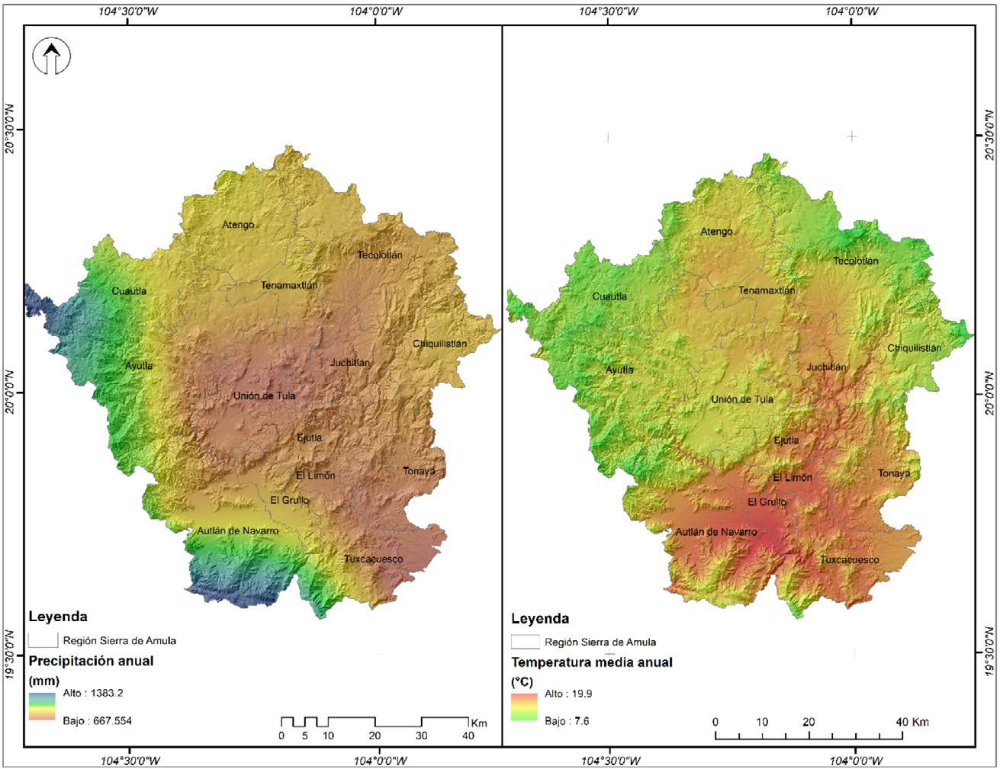 104°30'0"W
104°0'0"W
104°30'0"W
104°0'0"W
20°30'0"N
20°0'0"N
19°30'0"N
Atengo
Tecolotlán
Cuautla
Tenamaxtlán
Chiquilistlán
Ayutla
Juchitlán
Unión de Tula
Ejutla
El Limón
Tonaya
El Grullo
Autlán de Navarro
Tuxcacuesco
Leyenda
Región Sierra de Amula
Precipitación anual
(mm)
Alto : 1383.2
Bajo : 667.554
Km
0 5 10 20 30 40
Atengo
Tecolotlán
Tenamaxtlán
Cuautla
Chiquilistlán
Ayutla
Juchitlán
Unión de Tula
Ejutla
El Limón
Tonaya
El Grullo
Autlán de Navarro
Tuxcacuesco
Leyenda
Región Sierra de Amula
Temperatura media anual
(°C)
Alto : 19.9
Bajo : 7.6
0 10 20 40 Km
20°30'0"N
20°0'0"N
19°30'0"N
104°30'0"W
104°0'0"W
104°30'0"W
104°0'0"W